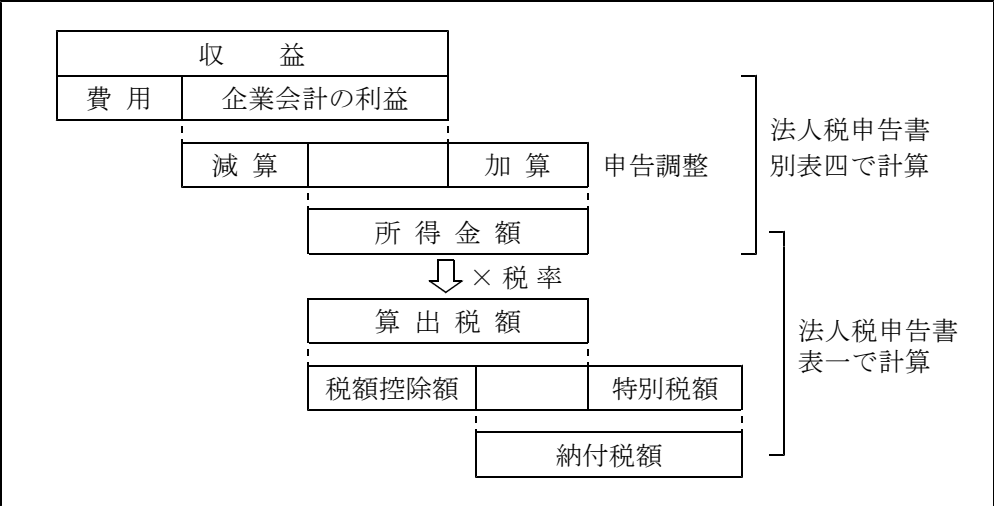 収 益
費 用
企業会計の利益
減 算
加 算
申告調整
法人税申告書
別表四で計算
所 得 金 額
× 税 率
算 出 税 額
法人税申告書
表一で計算
税額控除額
特別税額
納付税額